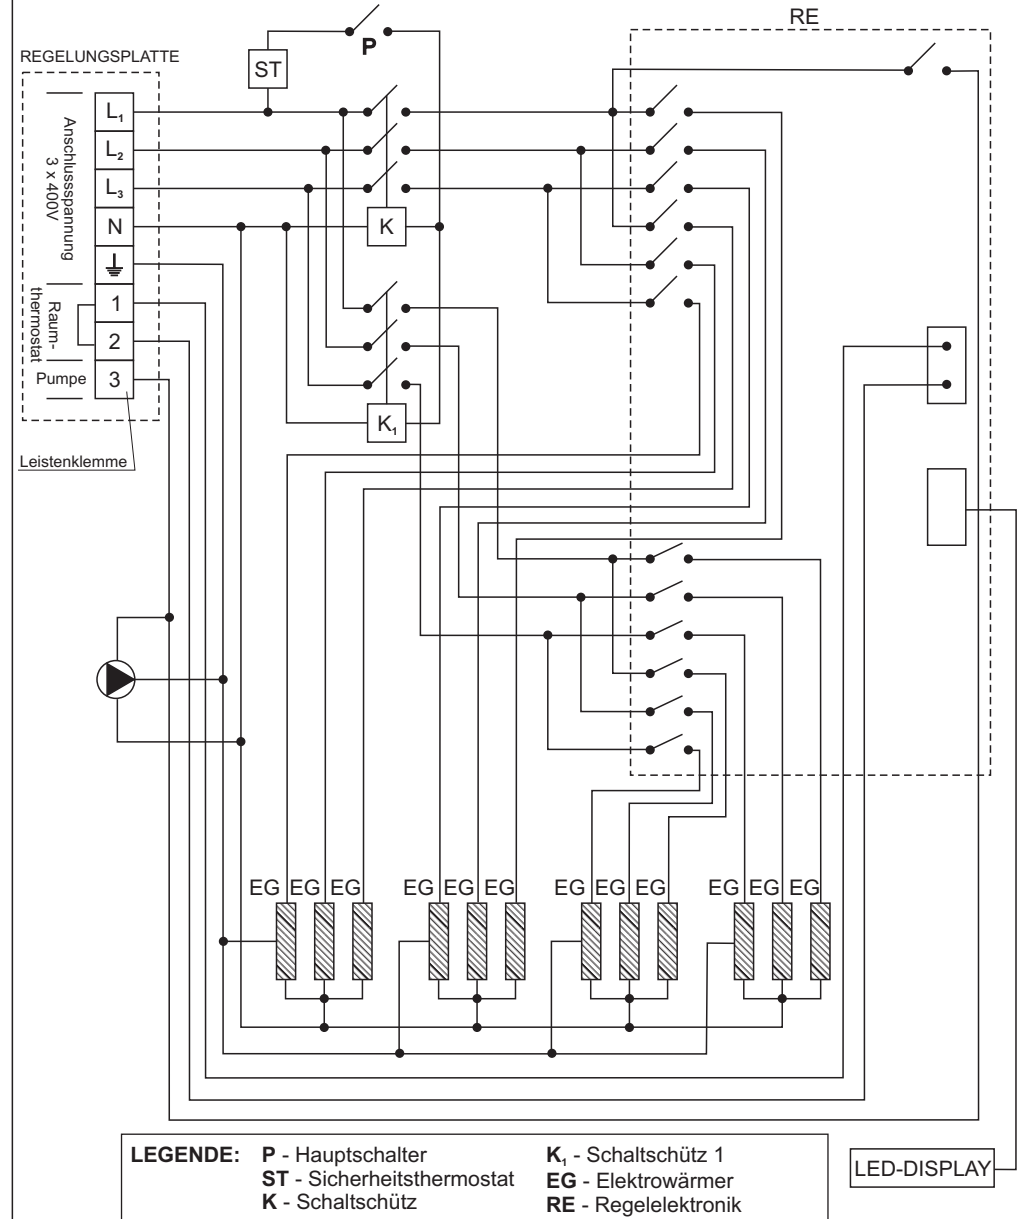 RE
P
REGELUNGSPLATTE
ST
Anschlussspannung
3 x 400V
L₁
L₂
L₃
N
K
Raum-
thermostat
1
2
Pumpe
3
K₁
Leistenklemme
EG EG EG EG EG EG EG EG EG EG EG EG
LEGENDE:
P - Hauptschalter
ST - Sicherheitsthermostat
K - Schaltschütz
K₁ - Schaltschütz 1
EG - Elektrowärmer
RE - Regelelektronik
LED-DISPLAY